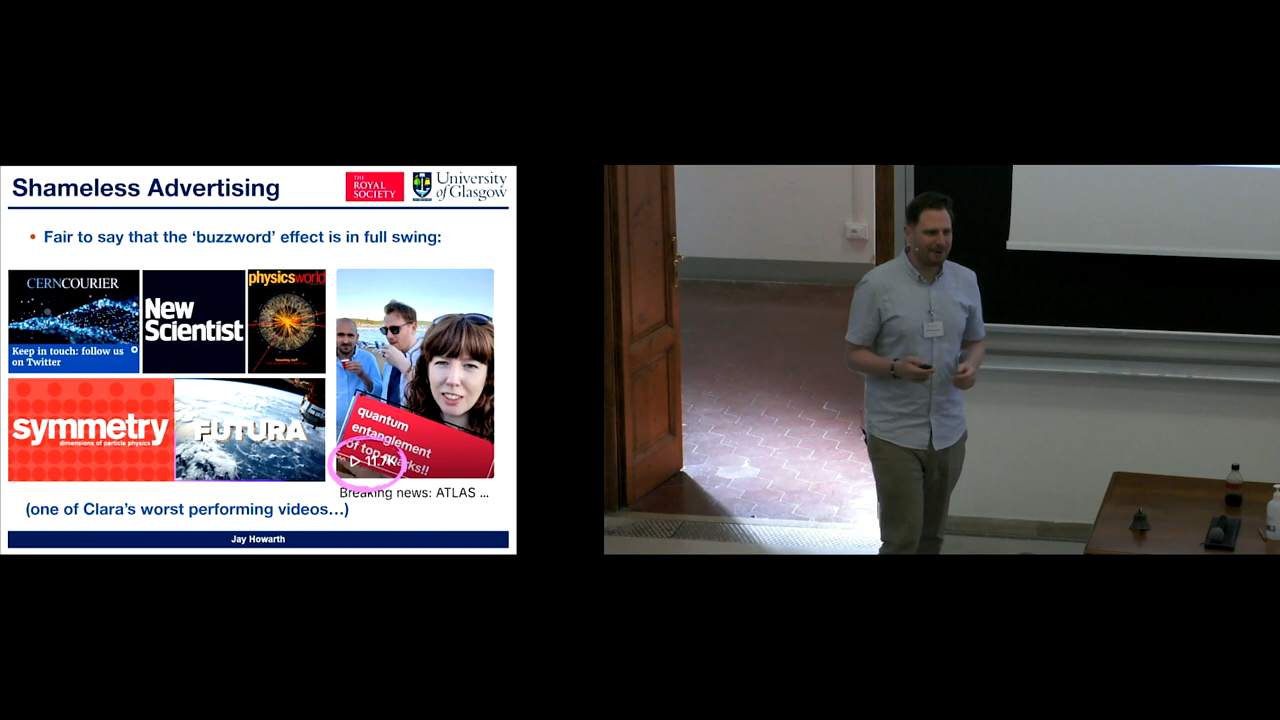 Shameless Advertising
THE
ROYAL
SOCIETY
University
of Glasgow
• Fair to say that the ‘buzzword’ effect is in full swing:
CERNCOURIER
Keep in touch: follow us
on Twitter
New
Scientist
physicsworld
symmetry
dimensions of particle physics
FUTURA
quantum
entanglement
of top quarks!!
11.7K
Breaking news: ATLAS ...
(one of Clara’s worst performing videos…)
Jay Howarth